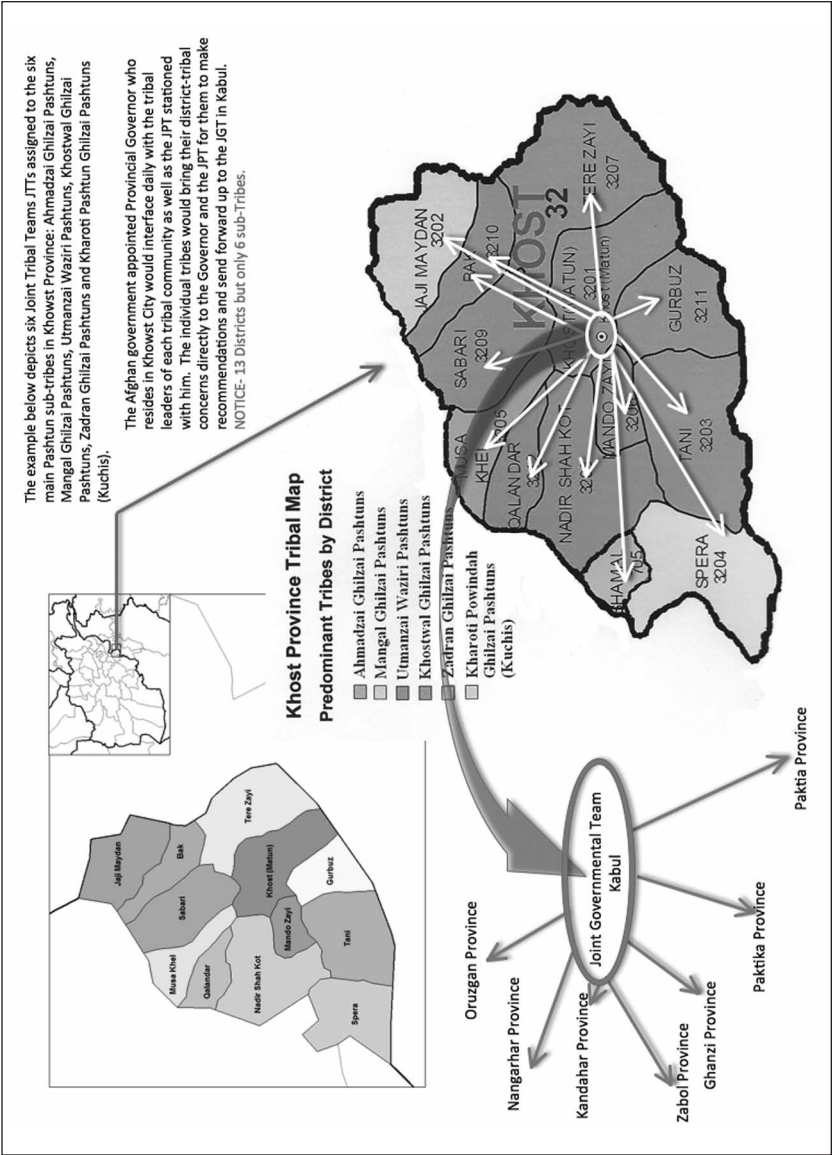 The example below depicts six Joint Tribal Teams JTTs assigned to the six
main Pashtun sub-tribes in Khowst Province: Ahmadzai Ghilzai Pashtuns,
Mangal Ghilzai Pashtuns, Utmanzai Waziri Pashtuns, Khostwal Ghilzai
Pashtuns, Zadran Ghilzai Pashtuns and Kharoti Pashtun Ghilzai Pashtuns
(Kuchis).
The Afghan government appointed Provincial Governor who
resides in Khowst City would interface daily with the tribal
leaders of each tribal community as well as the JPT stationed
with him. The individual tribes would bring their district-tribal
concerns directly to the Governor and the JPT for them to make
recommendations and send forward up to the JGT in Kabul.
NOTICE- 13 Districts but only 6 sub-Tribes.
Jaji Maydan
Bak
Sabari
Tere Zayi
Musa Khel
Qalandar
Khost (Matun)
Nadir Shah Kot
Mando Zayi
Gurbuz
Tani
Spera
Khost Province Tribal Map
Predominant Tribes by District
Ahmadzai Ghilzai Pashtuns
Mangal Ghilzai Pashtuns
Utmanzai Waziri Pashtuns
Khostwal Ghilzai Pashtuns
Zadran Ghilzai Pashtuns
Kharoti Powindah
Ghilzai Pashtuns
(Kuchis)
JAJI MAYDAN
3202
3210
SABARI
3209
KHOST
32
TERE ZAYI
3207
MUSA
QALANDAR
(MATUN)
3201
Khost (Matun)
NADIR SHAH KOT
MANDO ZAYI
GURBUZ
3211
TANI
3203
SPERA
3204
Joint Governmental Team
Kabul
Oruzgan Province
Nangarhar Province
Kandahar Province
Zabol Province
Ghanzi Province
Paktika Province
Paktia Province